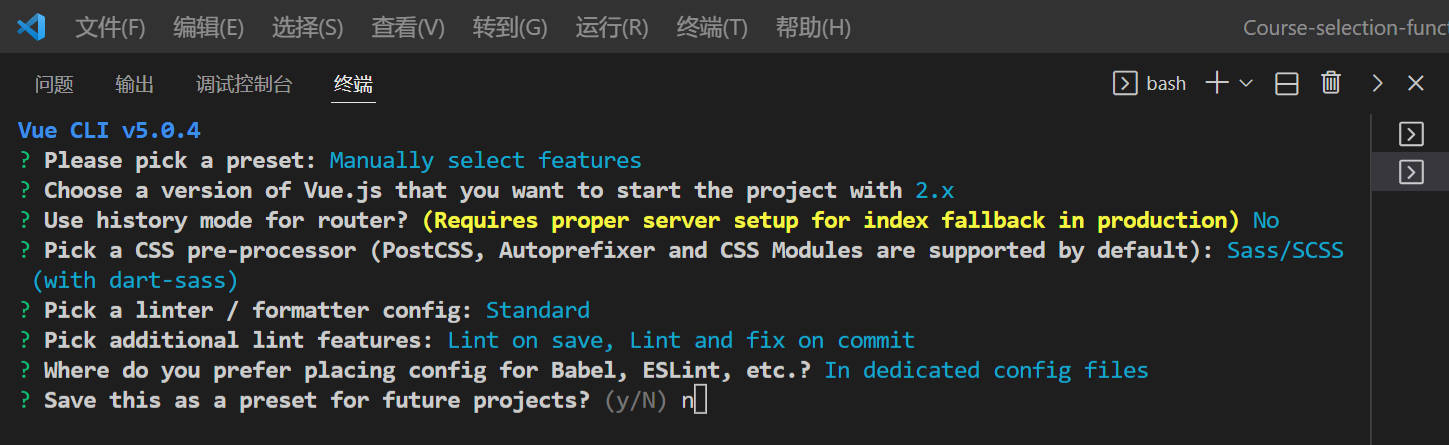 文件(F) 编辑(E) 选择(S) 查看(V) 转到(G) 运行(R) 终端(T) 帮助(H) Course-selection-func
问题 输出 调试控制台 终端 bash
Vue CLI v5.0.4
? Please pick a preset: Manually select features
? Choose a version of Vue.js that you want to start the project with 2.x
? Use history mode for router? (Requires proper server setup for index fallback in production) No
? Pick a CSS pre-processor (PostCSS, Autoprefixer and CSS Modules are supported by default): Sass/SCSS
(with dart-sass)
? Pick a linter / formatter config: Standard
? Pick additional lint features: Lint on save, Lint and fix on commit
? Where do you prefer placing config for Babel, ESLint, etc.? In dedicated config files
? Save this as a preset for future projects? (y/N) n